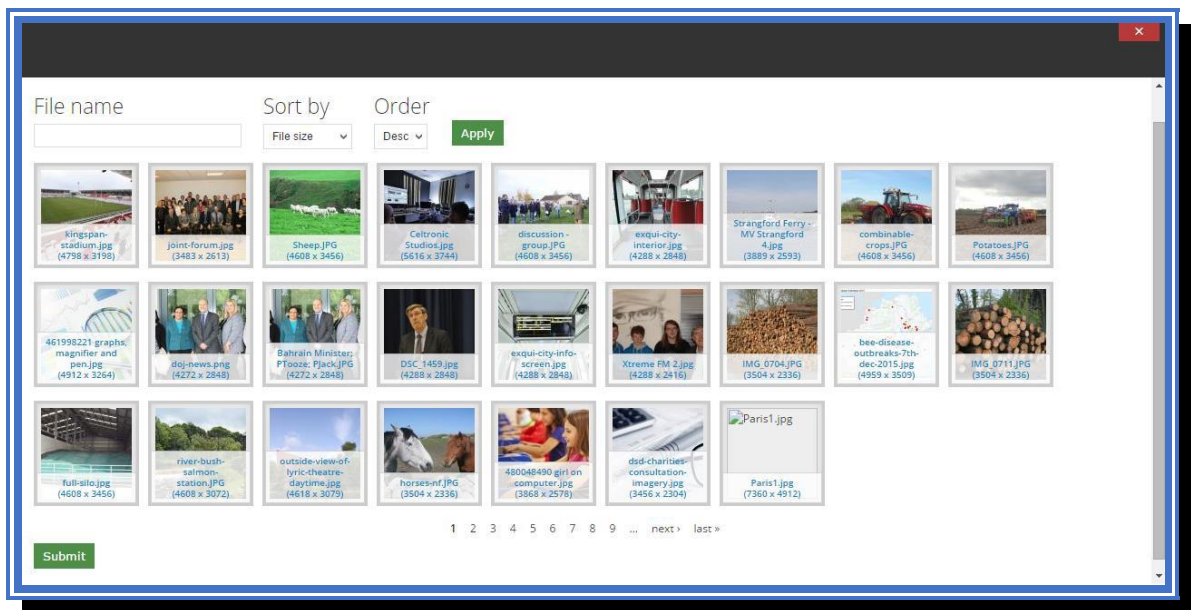 ×
File name
Sort by
Order
File size
Desc
Apply
kingspan-
stadium.jpg
(4798 x 3198)
joint-forum.jpg
(3483 x 2613)
Sheep.JPG
(4608 x 3456)
Celtronic
Studios.jpg
(5616 x 3744)
discussion -
group.JPG
(4608 x 3456)
exqui-city-
interior.jpg
(4288 x 2848)
Strangford Ferry -
MV Strangford
4.jpg
(3889 x 2593)
combinable-
crops.JPG
(4608 x 3456)
Potatoes.JPG
(4608 x 3456)
461998221 graphs,
magnifier and
pen.jpg
(4912 x 3264)
doj-news.png
(4272 x 2848)
Bahrain Minister;
PTooze; PJack.JPG
(4272 x 2848)
DSC_1459.jpg
(4288 x 2848)
exqui-city-info-
screen.jpg
(4288 x 2848)
Xtreme FM 2.jpg
(4288 x 2416)
IMG_0704.JPG
(3504 x 2336)
bee-disease-
outbreaks-7th-
dec-2015.jpg
(4959 x 3509)
IMG_0711.JPG
(3504 x 2336)
full-silo.jpg
(4608 x 3456)
river-bush-
salmon-
station.JPG
(4608 x 3072)
outside-view-of-
lyric-theatre-
daytime.jpg
(4618 x 3079)
horses-nf.JPG
(3504 x 2336)
480048490 girl on
computer.jpg
(3868 x 2578)
dsd-charities-
consultation-
imagery.jpg
(3456 x 2304)
Paris1.jpg
Paris1.jpg
(7360 x 4912)
1 2 3 4 5 6 7 8 9 … next › last »
Submit